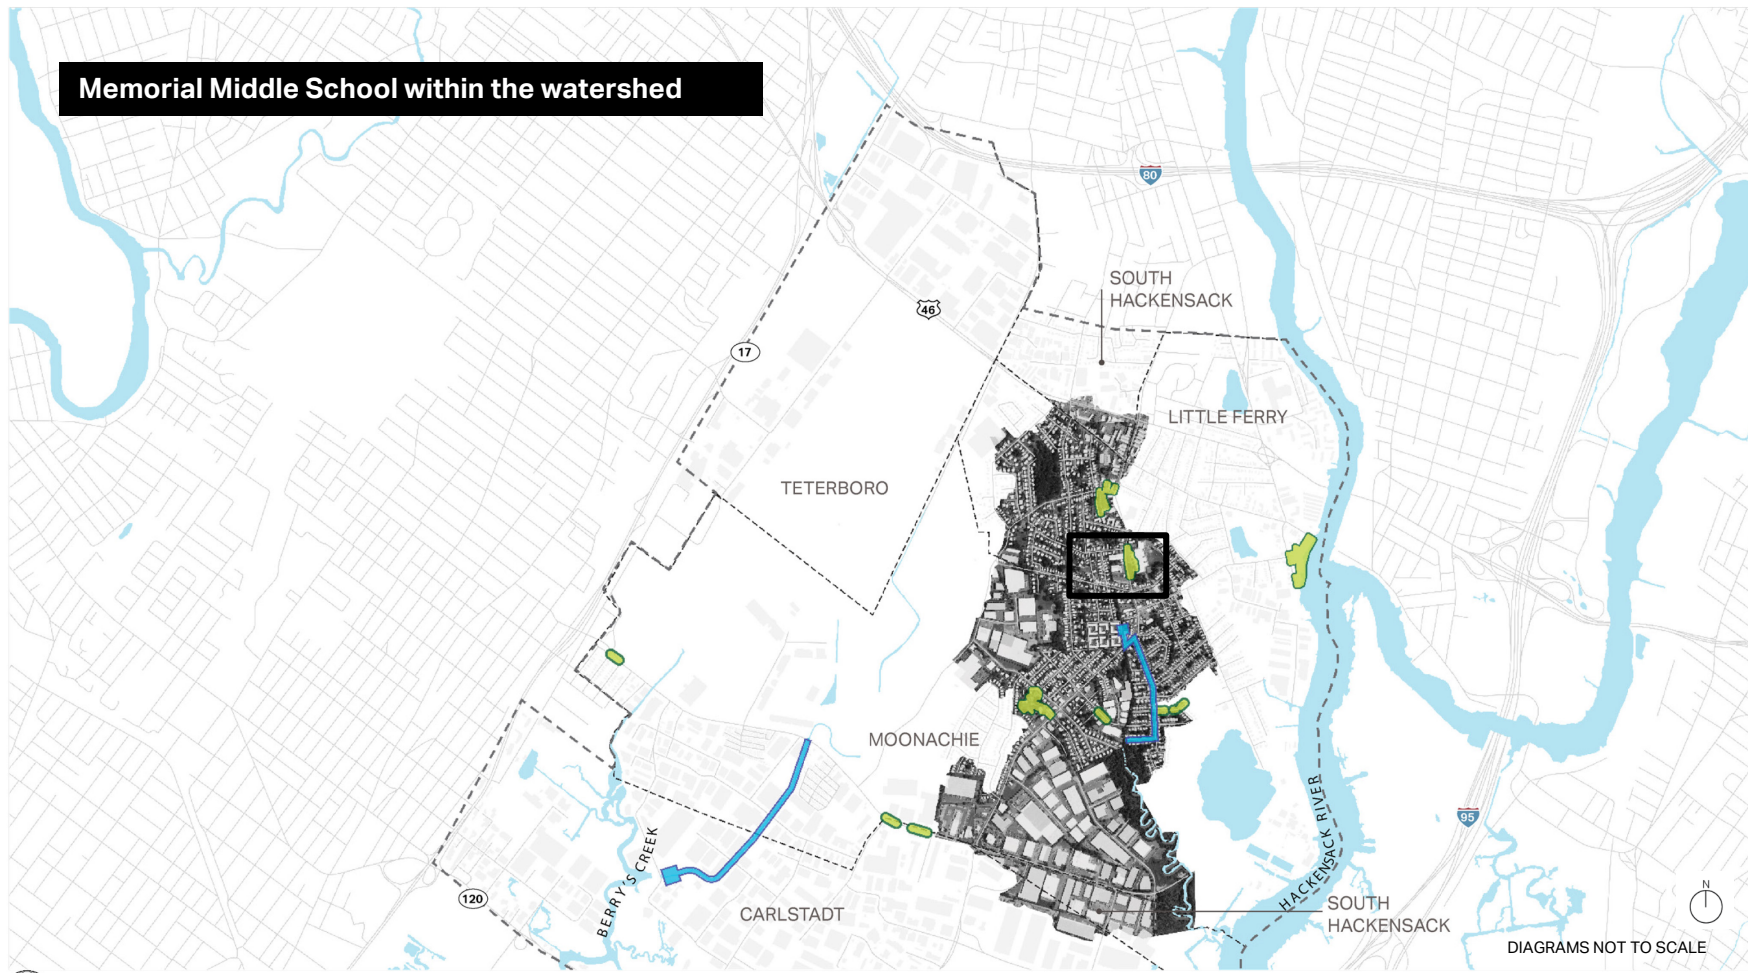 Memorial Middle School within the watershed
80
SOUTH
HACKENSACK
46
17
LITTLE FERRY
TETERBORO
MOONACHIE
HACKENSACK RIVER
95
BERRY'S CREEK
120
CARLSTADT
SOUTH
HACKENSACK
N
DIAGRAMS NOT TO SCALE